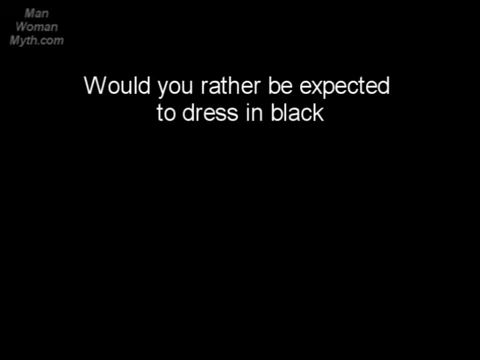 Man
Woman
Myth.com
Would you rather be expected
to dress in black